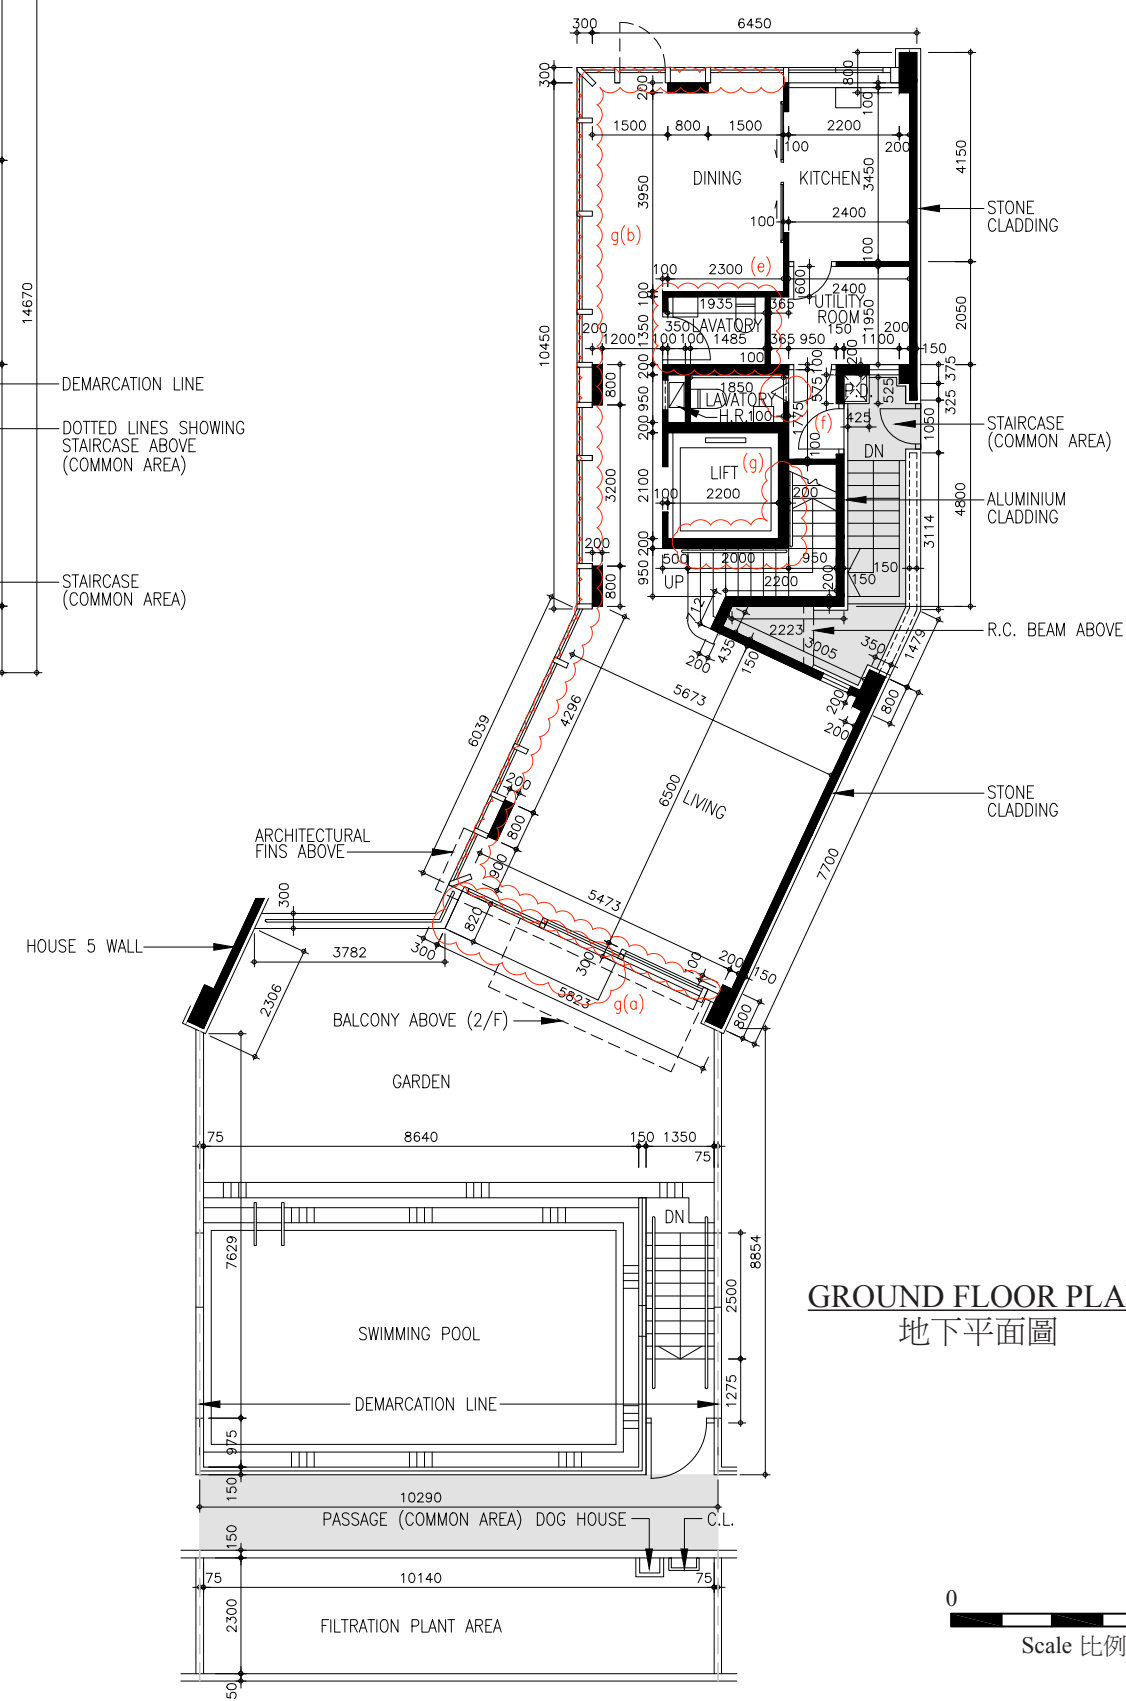 300
6450
300
800
200
100
1500
800
1500
2200
100
200
DINING
KITCHEN
3450
3950
4150
STONE
CLADDING
100
2400
g(b)
(e)
100
2300
600
100
2400
UTILITY
ROOM
1935
365
LAVATORY
350
1350
100
200
1200
100
100
1485
365
950
150
1950
1100
200
150
2050
14670
10450
DEMARCATION LINE
DOTTED LINES SHOWING
STAIRCASE ABOVE
(COMMON AREA)
STAIRCASE
(COMMON AREA)
100
200
800
950
1850
LAVATORY
H.R.
100
1775
575
100
200
P.D.
525
375
325
425
(f)
1050
DN
STAIRCASE
(COMMON AREA)
200
100
LIFT
(g)
2100
3200
100
2200
200
ALUMINIUM
CLADDING
4800
3114
200
200
950
500
2000
950
UP
2200
200
150
150
800
712
2223
3005
350
R.C. BEAM ABOVE
1479
200
435
150
5673
4296
6039
200
200
800
6500
LIVING
STONE
CLADDING
7700
200
800
900
ARCHITECTURAL
FINS ABOVE
5473
300
HOUSE 5 WALL
3782
300
820
300
100
200
150
5823
g(a)
800
2306
BALCONY ABOVE (2/F)
GARDEN
75
8640
150
1350
75
DN
7629
8854
2500
SWIMMING POOL
GROUND FLOOR PLA
地下平面圖
DEMARCATION LINE
1275
975
150
10290
PASSAGE (COMMON AREA)
DOG HOUSE
C.L.
150
75
10140
75
2300
FILTRATION PLANT AREA
50
0
Scale 比例